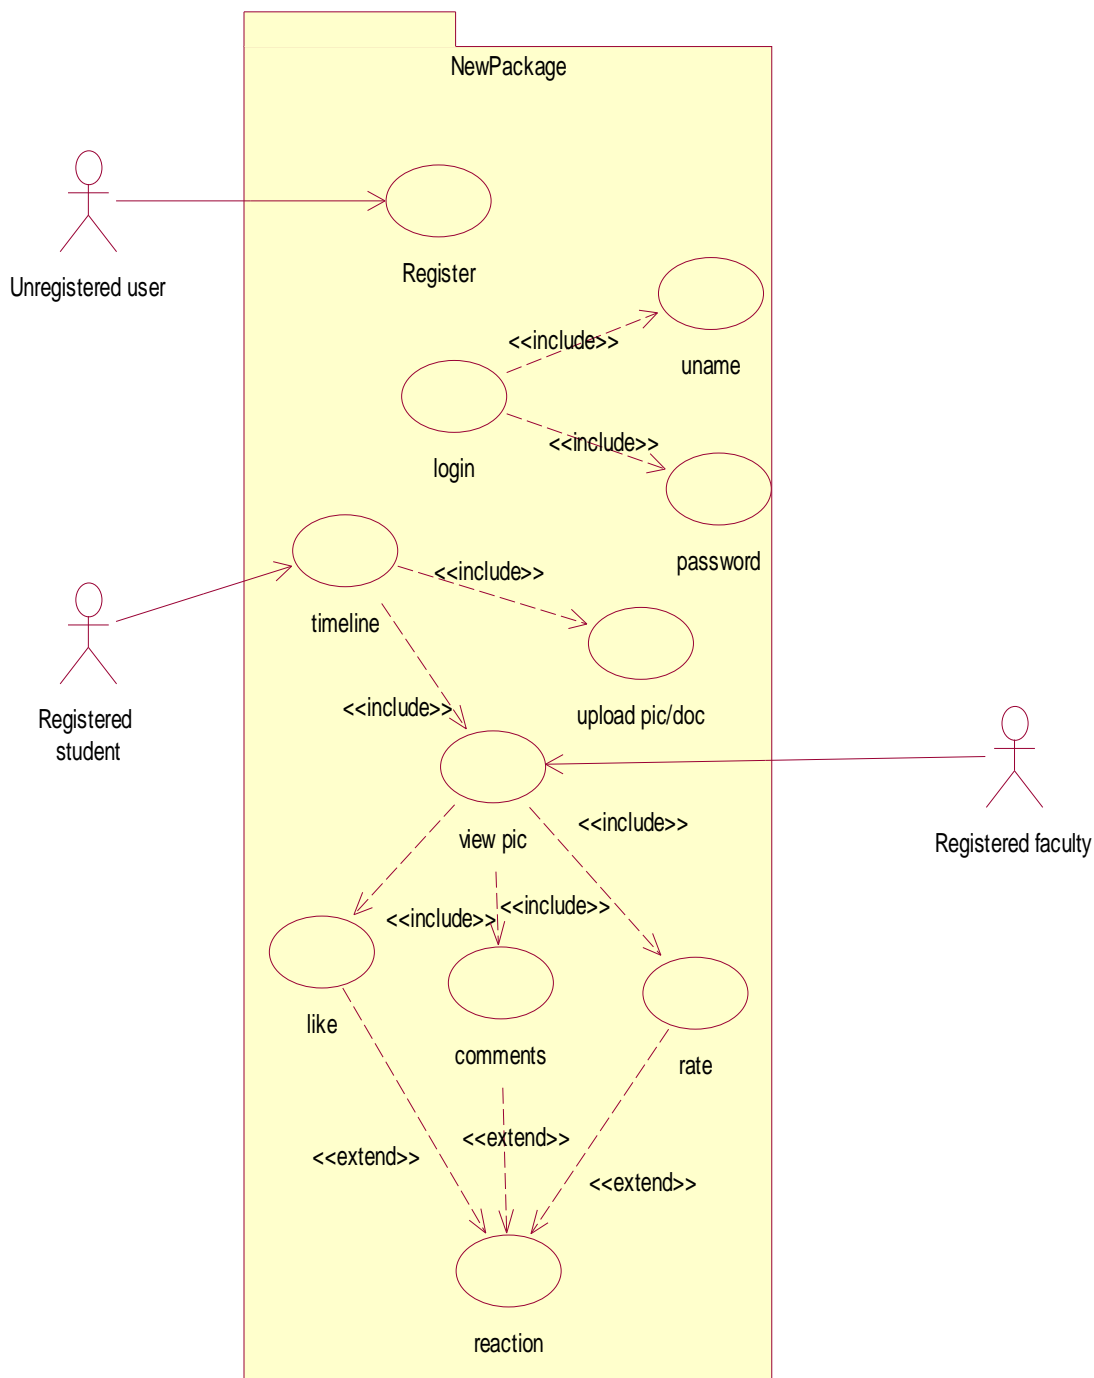 NewPackage
Unregistered user
Register
<<include>>
uname
login
<<include>>
password
<<include>>
timeline
Registered
student
<<include>>
upload pic/doc
view pic
<<include>>
Registered faculty
<<include>>
<<include>>
like
comments
rate
<<extend>>
<<extend>>
<<extend>>
reaction